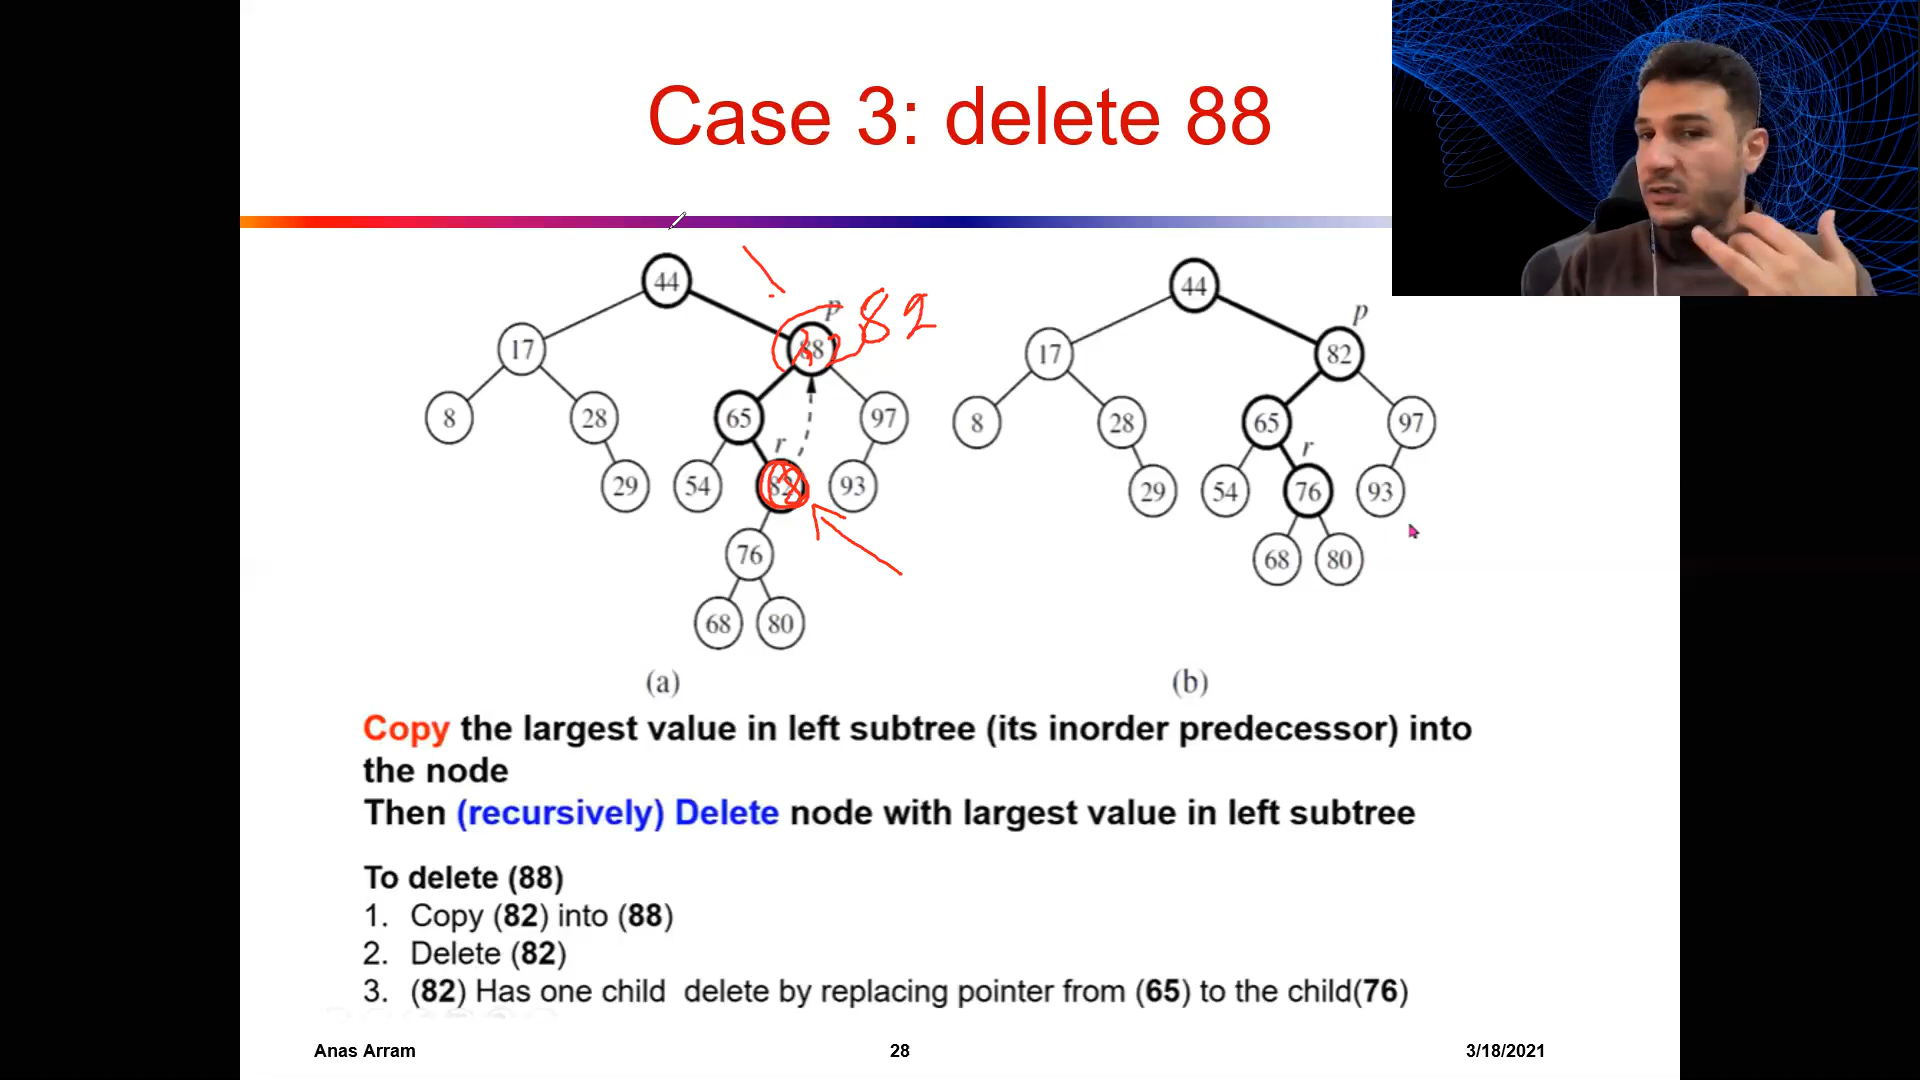 Case 3: delete 88
44
44
p
82
p
17
88
17
82
8
28
65
97
8
28
65
97
r
r
29
54
82
93
29
54
76
93
76
68
80
68
80
(a)
(b)
Copy the largest value in left subtree (its inorder predecessor) into
the node
Then (recursively) Delete node with largest value in left subtree
To delete (88)
1. Copy (82) into (88)
2. Delete (82)
3. (82) Has one child delete by replacing pointer from (65) to the child(76)
Anas Arram
28
3/18/2021